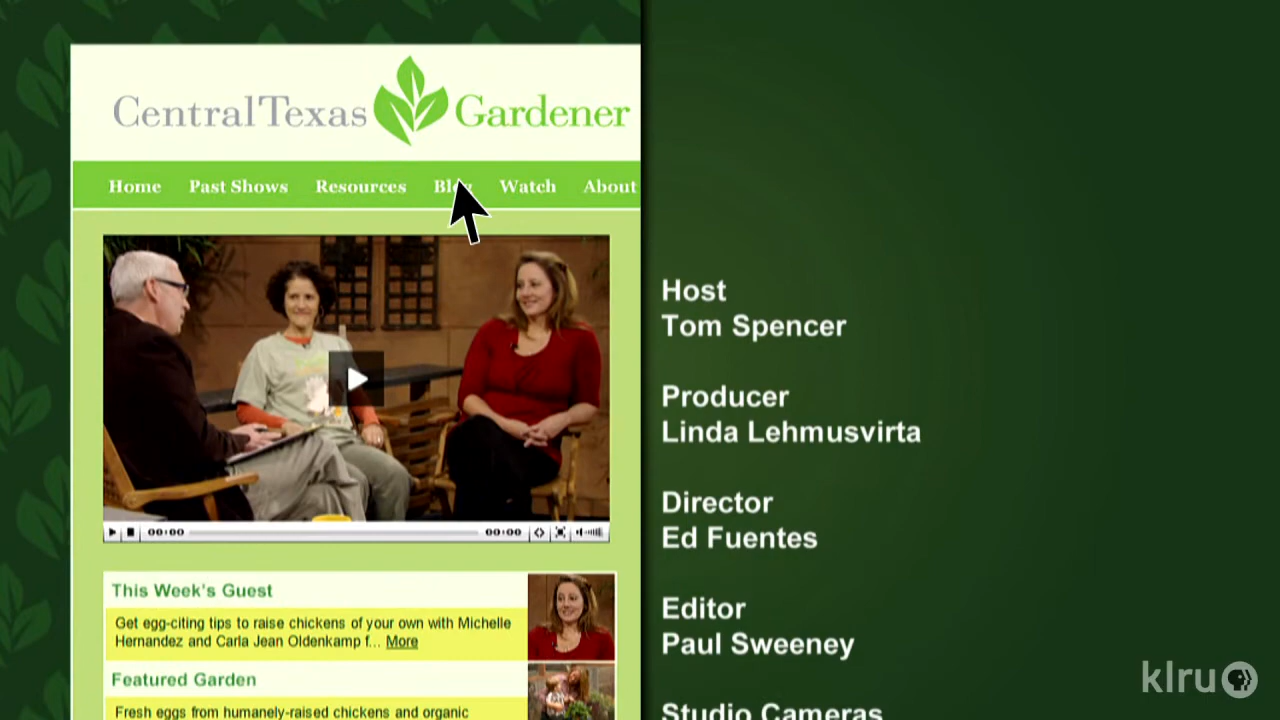 Central Texas Gardener
Home Past Shows Resources Blog Watch About
00:00 00:00
This Week's Guest
Get egg-citing tips to raise chickens of your own with Michelle
Hernandez and Carla Jean Oldenkamp f... More
Featured Garden
Fresh eggs from humanely-raised chickens and organic
Host
Tom Spencer
Producer
Linda Lehmusvirta
Director
Ed Fuentes
Editor
Paul Sweeney
Studio Cameras
klru